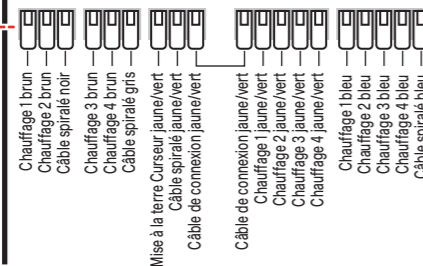 Chauffage 1 brun
Chauffage 2 brun
Câble spiralé noir
Chauffage 3 brun
Chauffage 4 brun
Câble spiralé gris
Mise à la terre Curseur jaune/vert
Câble spiralé jaune/vert
Câble de connexion jaune/vert
Câble de connexion jaune/vert
Chauffage 1 jaune/vert
Chauffage 2 jaune/vert
Chauffage 3 jaune/vert
Chauffage 4 jaune/vert
Chauffage 1 bleu
Chauffage 2 bleu
Chauffage 3 bleu
Chauffage 4 bleu
Câble spiralé bleu